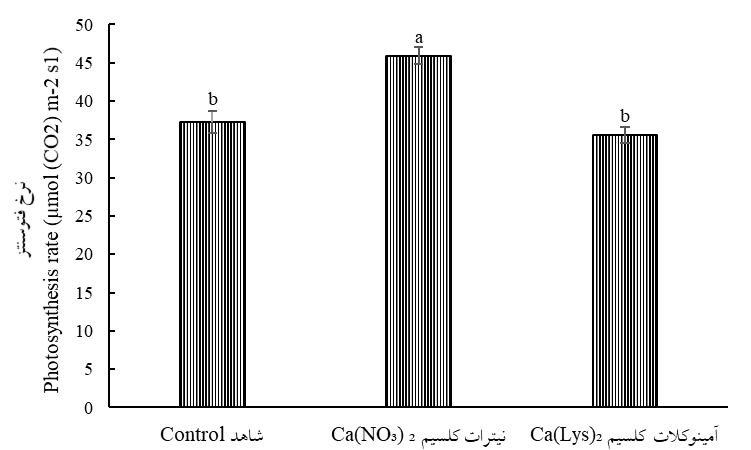 نرخ فتوسنتز
Photosynthesis rate (µmol (CO2) m-2 s1)
50
45
40
35
30
25
20
15
10
5
0
b
a
b
Control شاهد
Ca(NO₃) ₂ نیترات کلسیم
Ca(Lys)₂ آمینوکلات کلسیم